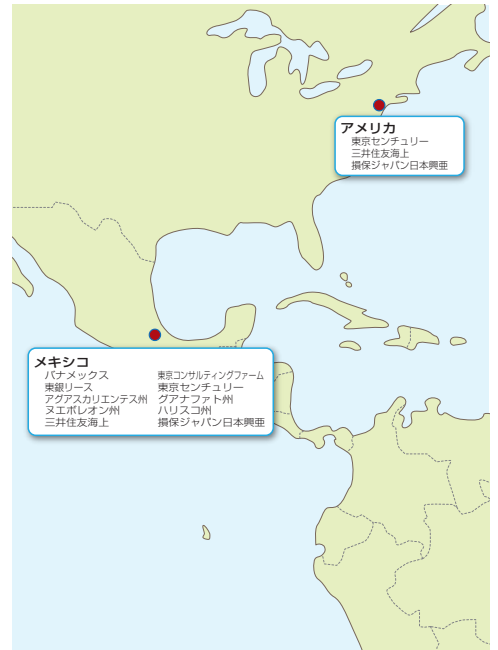 アメリカ
東京センチュリー
三井住友海上
損保ジャパン日本興亜
メキシコ
バナメックス 東京コンサルティングファーム
東銀リース 東京センチュリー
アグアスカリエンテス州 グアナファト州
ヌエボレオン州 ハリスコ州
三井住友海上 損保ジャパン日本興亜